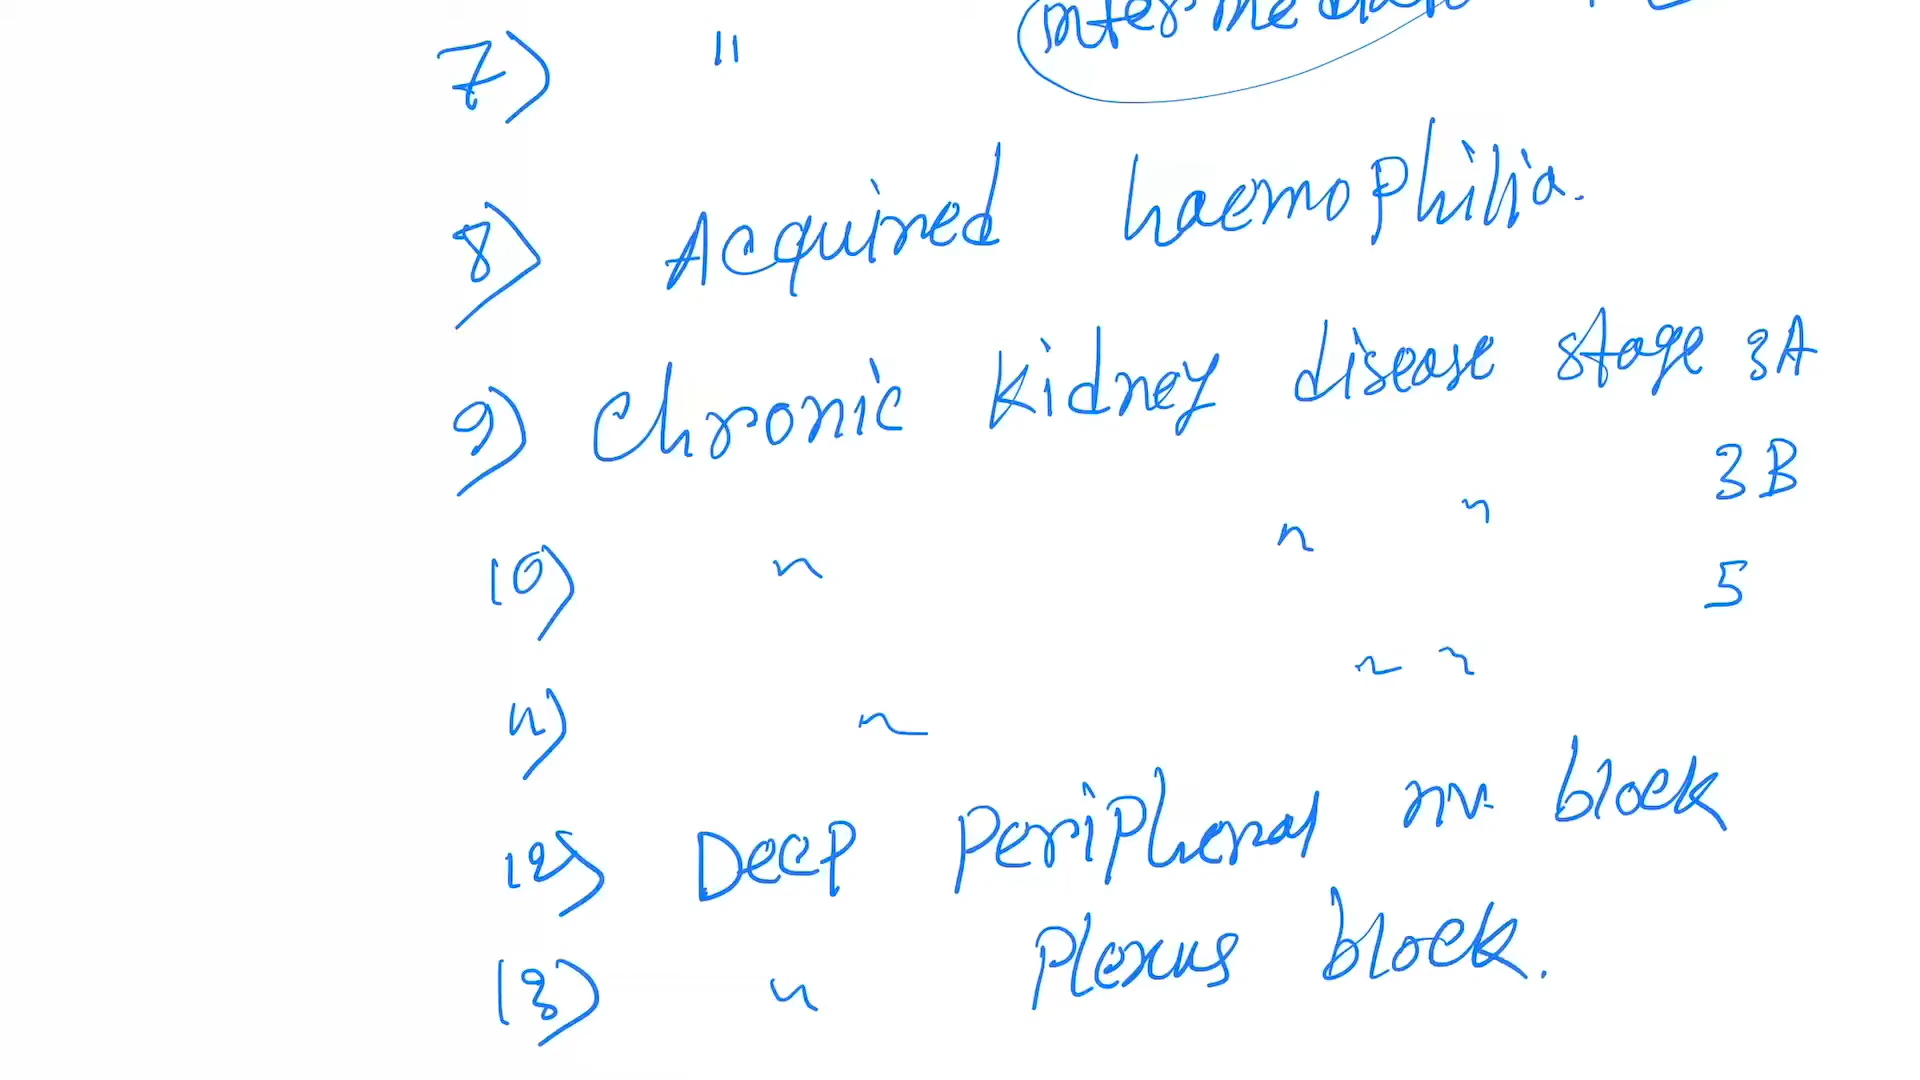 7) " intermediate
8) Acquired haemophilia.
9) Chronic kidney disease stage 3A
10) " " " 3B
11) " " " 5
12) Deep peripheral nv. block
13) " plexus block.